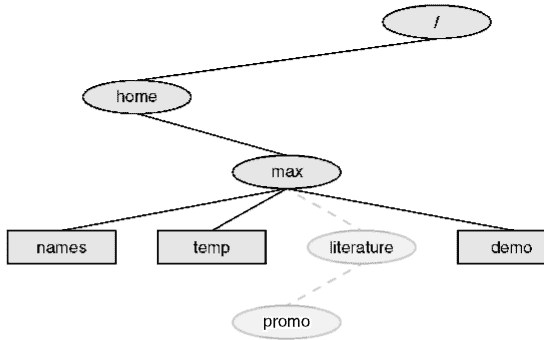 /
home
max
names temp literature demo
promo